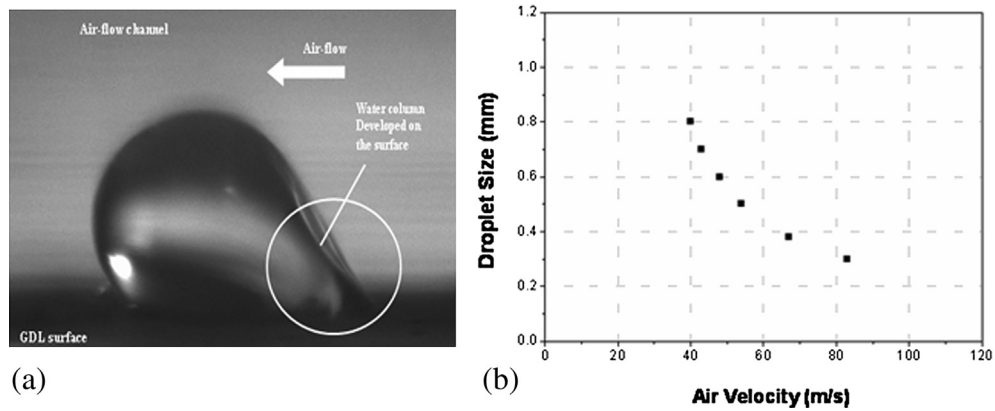 Air-flow channel
Air-flow
Water column
Developed on
the surface
GDL surface
(a)
1.2
1.0
0.8
0.6
0.4
0.2
0.0
Droplet Size (mm)
0 20 40 60 80 100 120
Air Velocity (m/s)
(b)